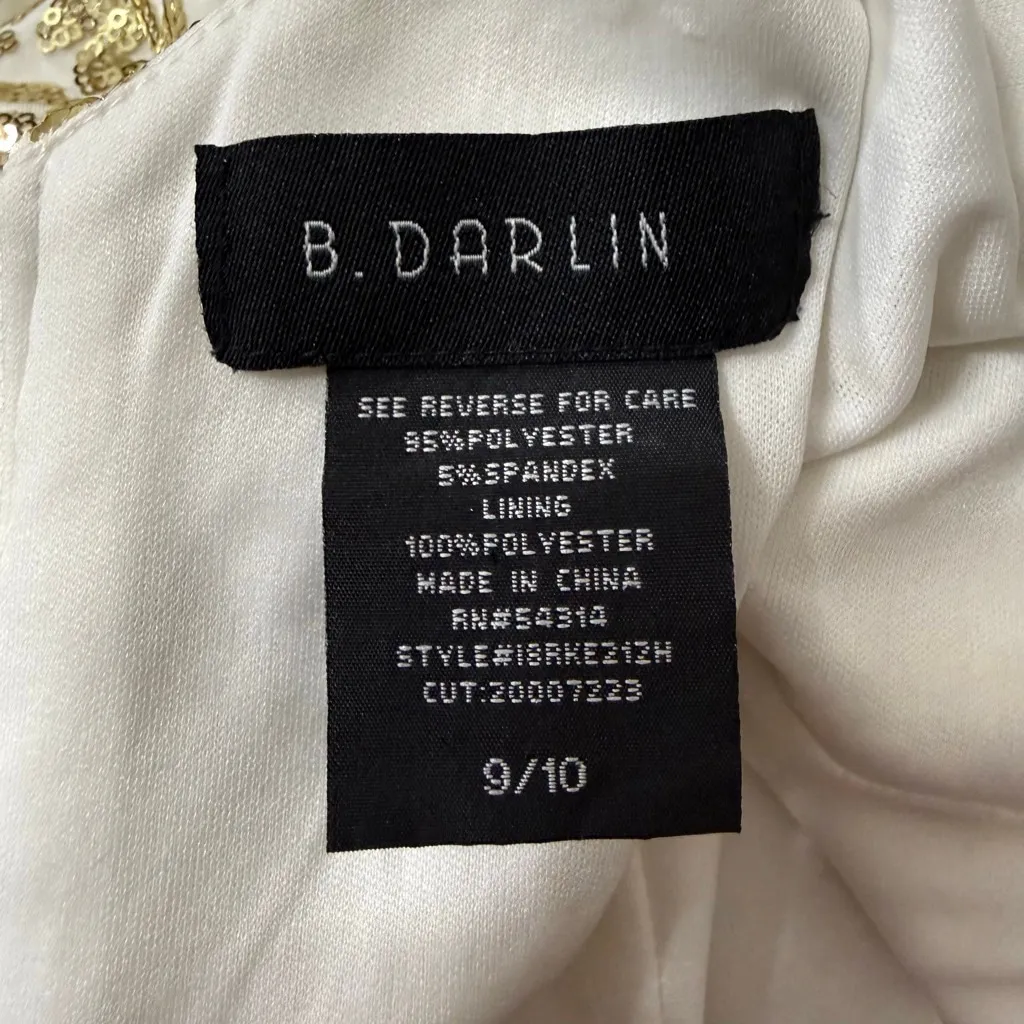 B. DARLIN
SEE REVERSE FOR CARE
95%POLYESTER
5%SPANDEX
LINING
100%POLYESTER
MADE IN CHINA
RN#54314
STYLE#I8RKE212H
CUT:20007223
9/10